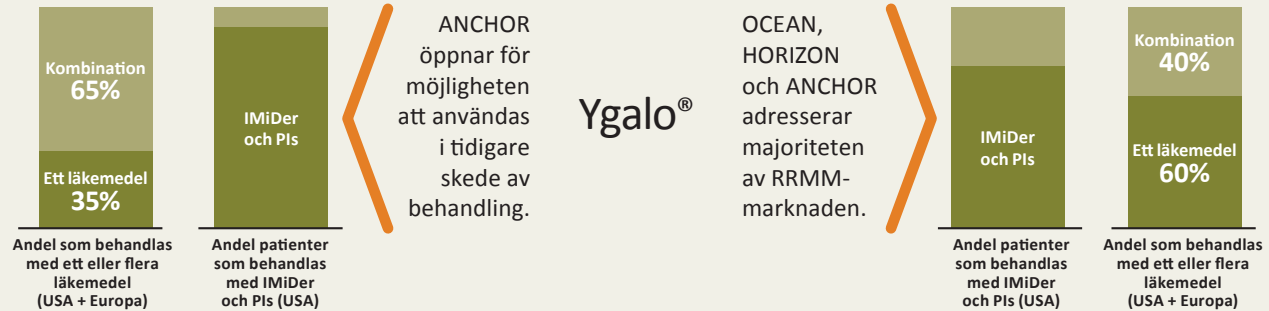 Kombination
65%
Ett läkemedel
35%
Andel som behandlas
med ett eller flera
läkemedel
(USA + Europa)
IMiDer
och PIs
Andel patienter
som behandlas
med IMiDer
och PIs (USA)
ANCHOR
öppnar för
möjligheten
att användas
i tidigare
skede av
behandling.
Ygalo®
OCEAN,
HORIZON
och ANCHOR
adresserar
majoriteten
av RRMM-
marknaden.
IMiDer
och PIs
Andel patienter
som behandlas
med IMiDer
och PIs (USA)
Kombination
40%
Ett läkemedel
60%
Andel som behandlas
med ett eller flera
läkemedel
(USA + Europa)